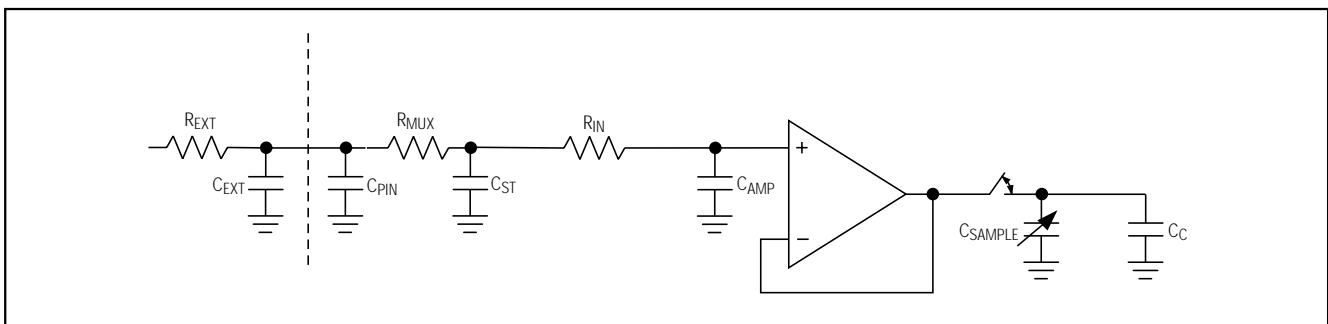 REXT
RMUX
RIN
CEXT
CPIN
CST
CAMP
+
−
CSAMPLE
CC